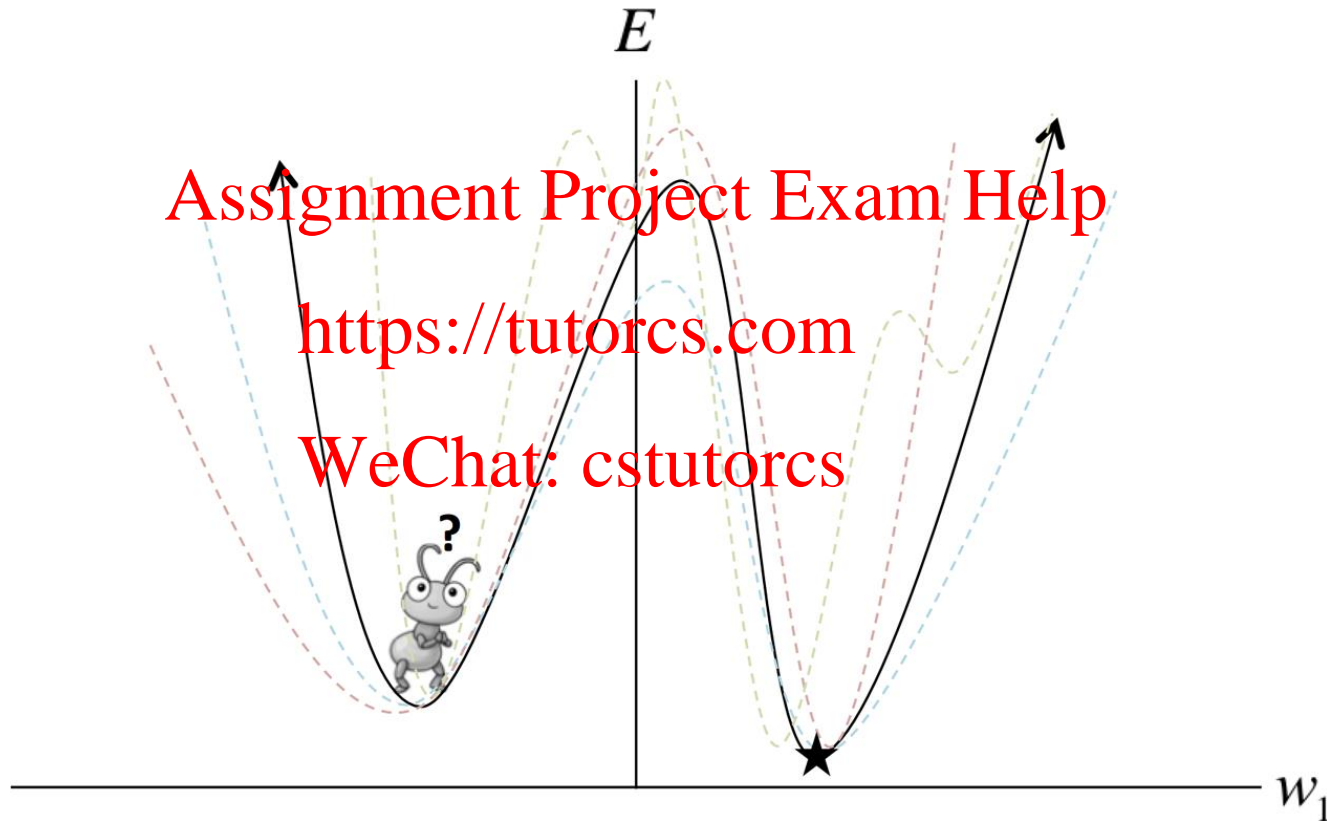 E
Assignment Project Exam Help
https://tutorcs.com
WeChat: cstutorcs
?
w₁